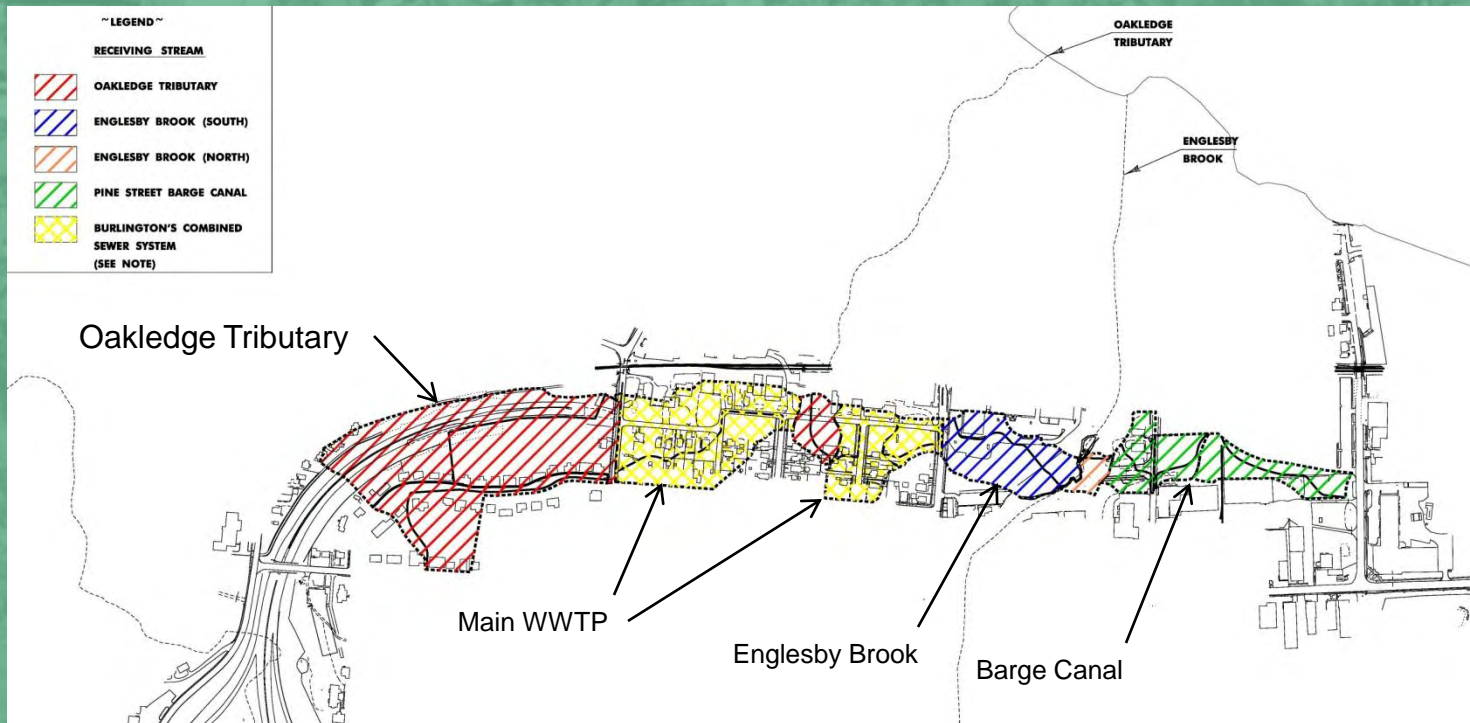 ~LEGEND~
RECEIVING STREAM
OAKLEDGE TRIBUTARY
ENGLESBY BROOK (SOUTH)
ENGLESBY BROOK (NORTH)
PINE STREET BARGE CANAL
BURLINGTON'S COMBINED
SEWER SYSTEM
(SEE NOTE)
OAKLEDGE
TRIBUTARY
ENGLESBY
BROOK
Oakledge Tributary
Main WWTP
Englesby Brook
Barge Canal